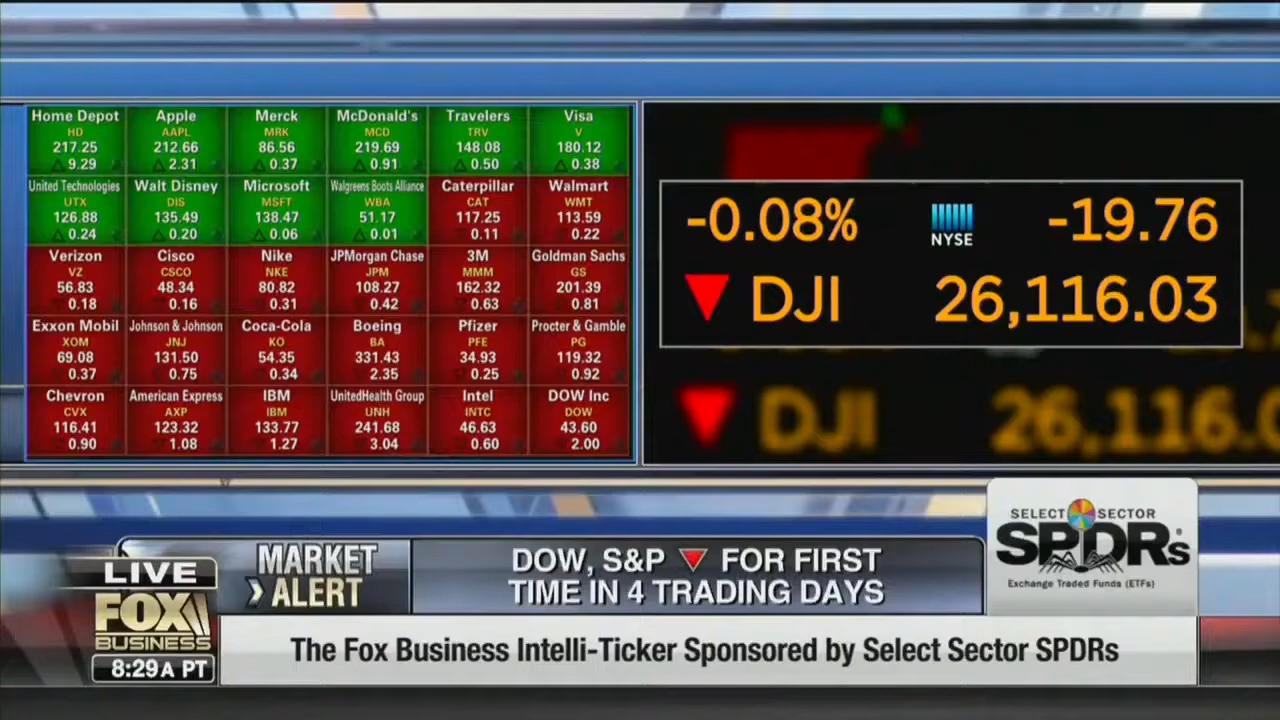 Home Depot
HD
217.25
△ 9.29
Apple
AAPL
212.66
△ 2.31
Merck
MRK
86.56
△ 0.37
McDonald's
MCD
219.69
△ 0.91
Travelers
TRV
148.08
△ 0.50
Visa
V
180.12
△ 0.38
United Technologies
UTX
126.88
△ 0.24
Walt Disney
DIS
135.49
△ 0.20
Microsoft
MSFT
138.47
△ 0.06
Walgreens Boots Alliance
WBA
51.17
△ 0.01
Caterpillar
CAT
117.25
0.11
Walmart
WMT
113.59
0.22
Verizon
VZ
56.83
0.18
Cisco
CSCO
48.34
0.16
Nike
NKE
80.82
0.31
JPMorgan Chase
JPM
108.27
0.42
3M
MMM
162.32
0.63
Goldman Sachs
GS
201.39
0.81
Exxon Mobil
XOM
69.08
0.37
Johnson & Johnson
JNJ
131.50
0.75
Coca-Cola
KO
54.35
0.34
Boeing
BA
331.43
2.35
Pfizer
PFE
34.93
0.25
Procter & Gamble
PG
119.32
0.92
Chevron
CVX
116.41
0.90
American Express
AXP
123.32
1.08
IBM
IBM
133.77
1.27
UnitedHealth Group
UNH
241.68
3.04
Intel
INTC
46.63
0.60
DOW Inc
DOW
43.60
2.00
-0.08% NYSE -19.76
▼ DJI 26,116.03
▼ DJI 26,116.0
SELECT SECTOR
SPDRs®
Exchange Traded Funds (ETFs)
MARKET
ALERT
DOW, S&P ▼ FOR FIRST
TIME IN 4 TRADING DAYS
LIVE
FOX
BUSINESS
8:29A PT
The Fox Business Intelli-Ticker Sponsored by Select Sector SPDRs